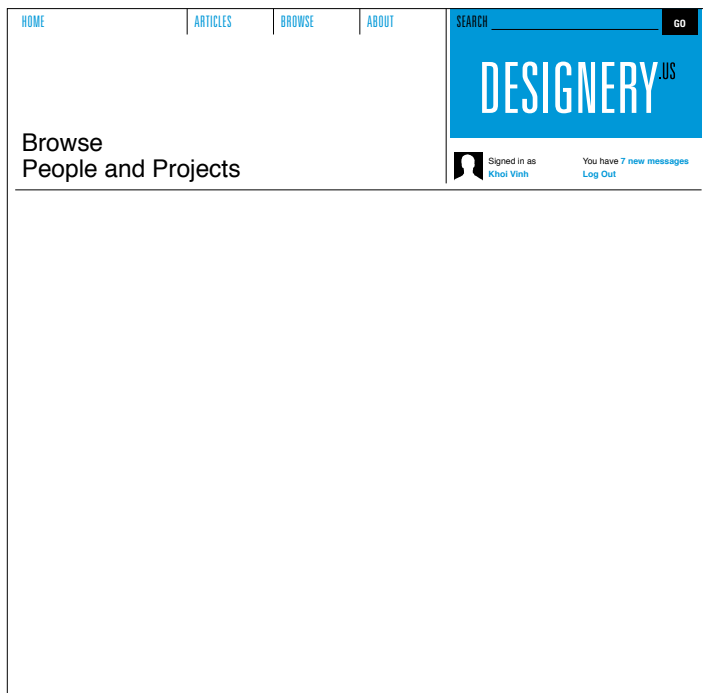 HOME
ARTICLES
BROWSE
ABOUT
SEARCH
GO
DESIGNERY.US
Browse
People and Projects
Signed in as
Khoi Vinh
You have 7 new messages
Log Out